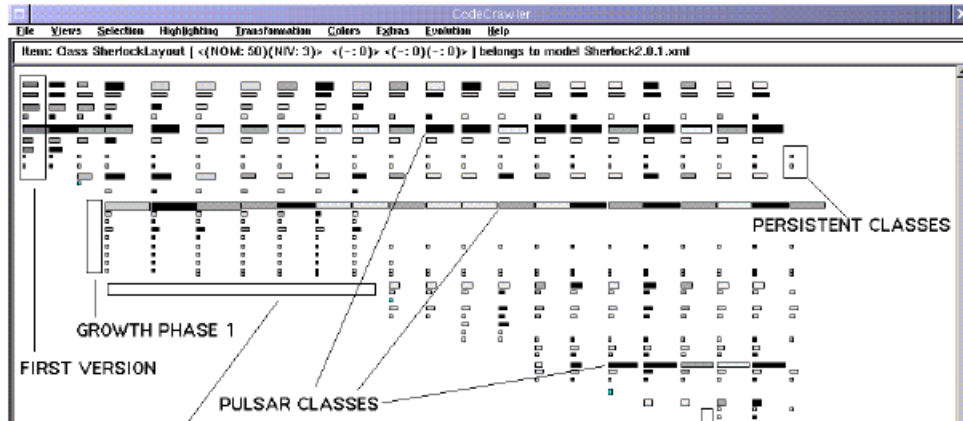 CodeCrawler
File Views Selection Highlighting Transformation Colors Extras Evolution Help
Item: Class SherlockLayout [ <(NOM: 50)(NIV: 3)> <(-: 0)> <(-: 0)(-: 0)> ] belongs to model Sherlock2.0.1.xml
PERSISTENT CLASSES
GROWTH PHASE 1
FIRST VERSION
PULSAR CLASSES